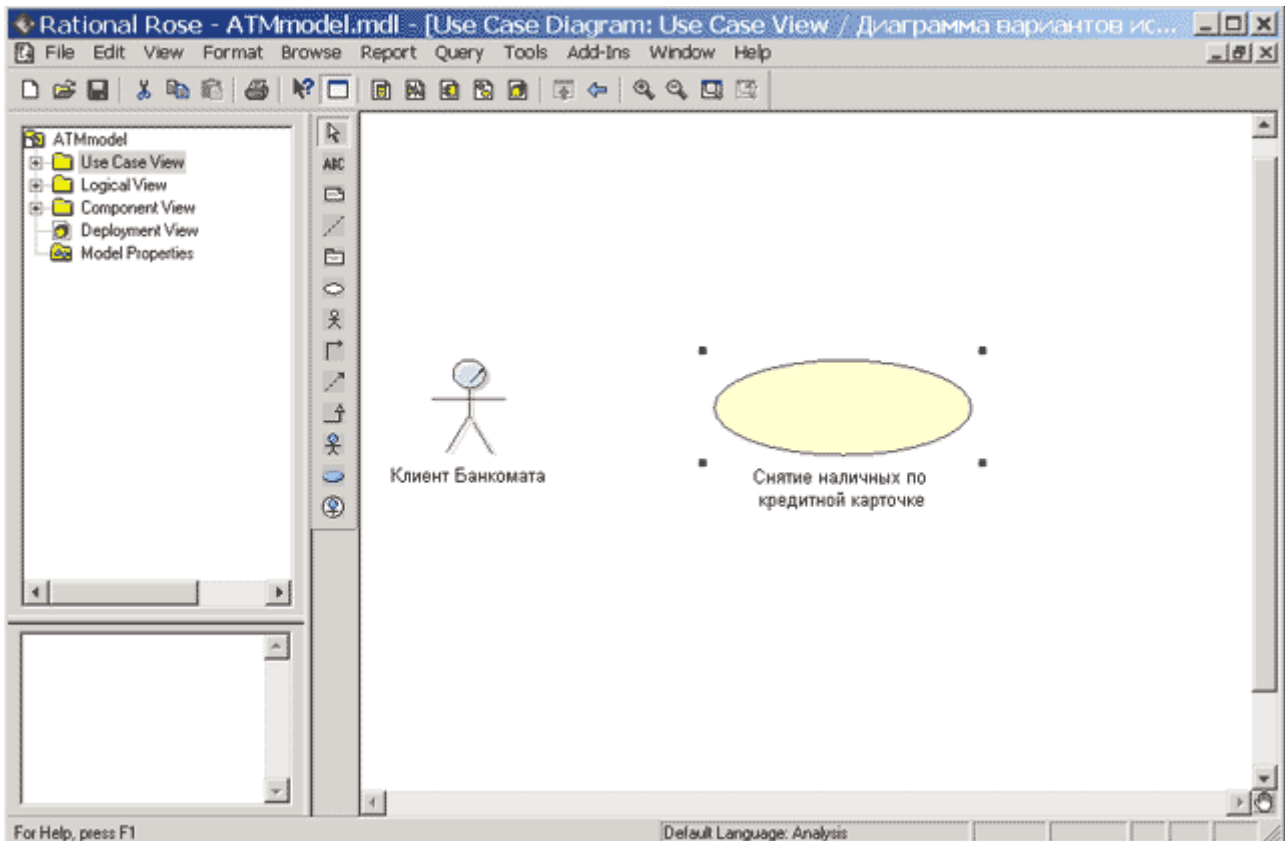 Rational Rose - ATMmodel.mdl - [Use Case Diagram: Use Case View / Диаграмма вариантов ис...
File Edit View Format Browse Report Query Tools Add-Ins Window Help
ATMmodel
Use Case View
Logical View
Component View
Deployment View
Model Properties
ABC
Клиент Банкомата
Снятие наличных по
кредитной карточке
For Help, press F1
Default Language: Analysis